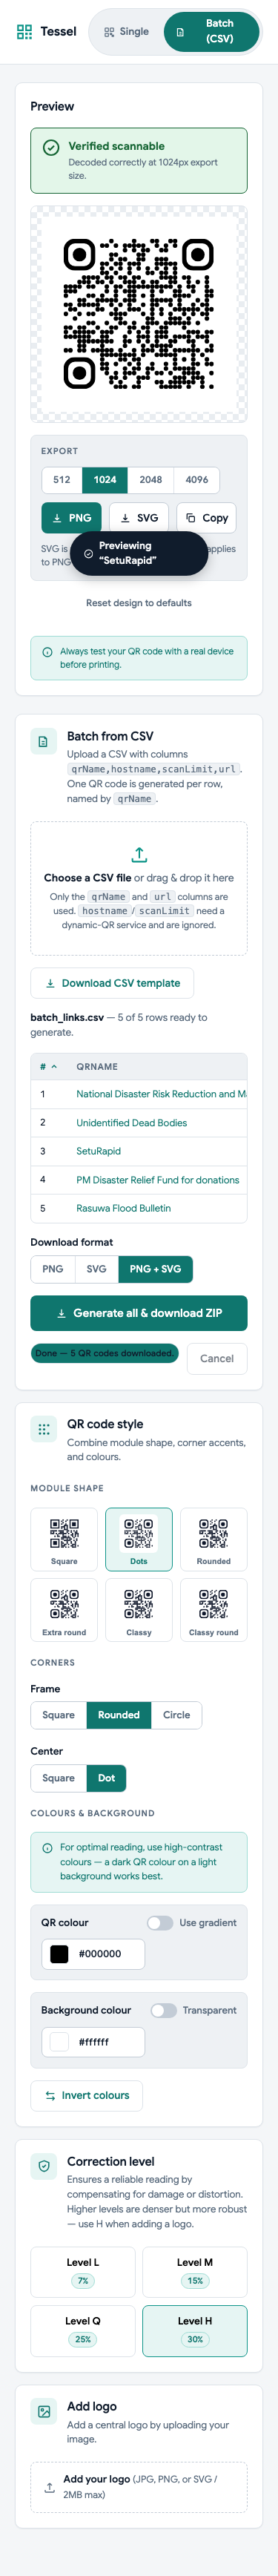 Tessel
Single
Batch
(CSV)
Preview
Verified scannable
Decoded correctly at 1024px export
size.
EXPORT
512
1024
2048
4096
PNG
SVG
Copy
SVG is
applies
to PNG
Previewing
“SetuRapid”
Reset design to defaults
Always test your QR code with a real device
before printing.
Batch from CSV
Upload a CSV with columns
qrName,hostname,scanLimit,url.
One QR code is generated per row,
named by qrName.
Choose a CSV file or drag & drop it here
Only the qrName and url columns are
used. hostname/scanLimit need a
dynamic-QR service and are ignored.
Download CSV template
batch_links.csv — 5 of 5 rows ready to
generate.
# QRNAME
1 National Disaster Risk Reduction and M
2 Unidentified Dead Bodies
3 SetuRapid
4 PM Disaster Relief Fund for donations
5 Rasuwa Flood Bulletin
Download format
PNG
SVG
PNG + SVG
Generate all & download ZIP
Done — 5 QR codes downloaded.
Cancel
QR code style
Combine module shape, corner accents,
and colours.
MODULE SHAPE
Square
Dots
Rounded
Extra round
Classy
Classy round
CORNERS
Frame
Square
Rounded
Circle
Center
Square
Dot
COLOURS & BACKGROUND
For optimal reading, use high-contrast
colours — a dark QR colour on a light
background works best.
QR colour
Use gradient
#000000
Background colour
Transparent
#ffffff
Invert colours
Correction level
Ensures a reliable reading by
compensating for damage or distortion.
Higher levels are denser but more robust
— use H when adding a logo.
Level L
7%
Level M
15%
Level Q
25%
Level H
30%
Add logo
Add a central logo by uploading your
image.
Add your logo (JPG, PNG, or SVG /
2MB max)